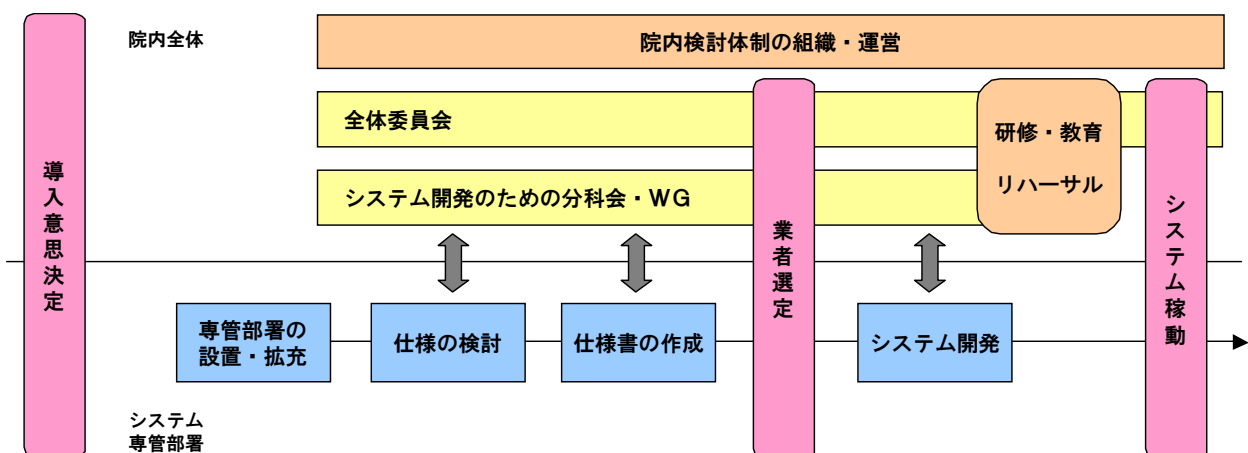 院内全体
院内検討体制の組織・運営
全体委員会
研修・教育
リハーサル
システム開発のための分科会・WG
導入意思決定
業者選定
システム稼動
専管部署の
設置・拡充
仕様の検討
仕様書の作成
システム開発
システム
専管部署